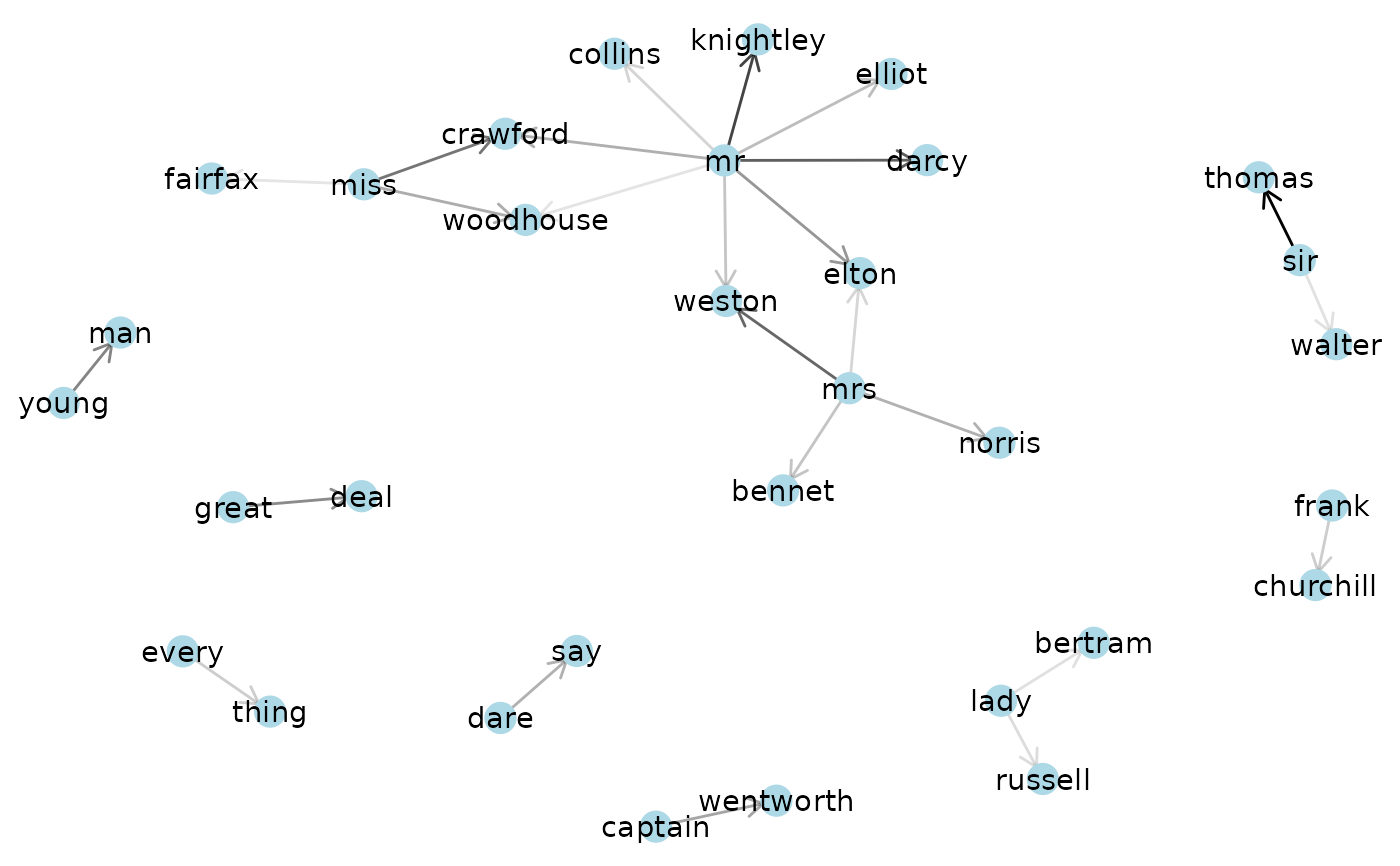 knightley
collins
elliot
crawford
mr
darcy
fairfax
miss
thomas
woodhouse
sir
elton
weston
man
walter
mrs
young
norris
bennet
deal
great
frank
churchill
bertram
every
say
lady
thing
dare
russell
wentworth
captain